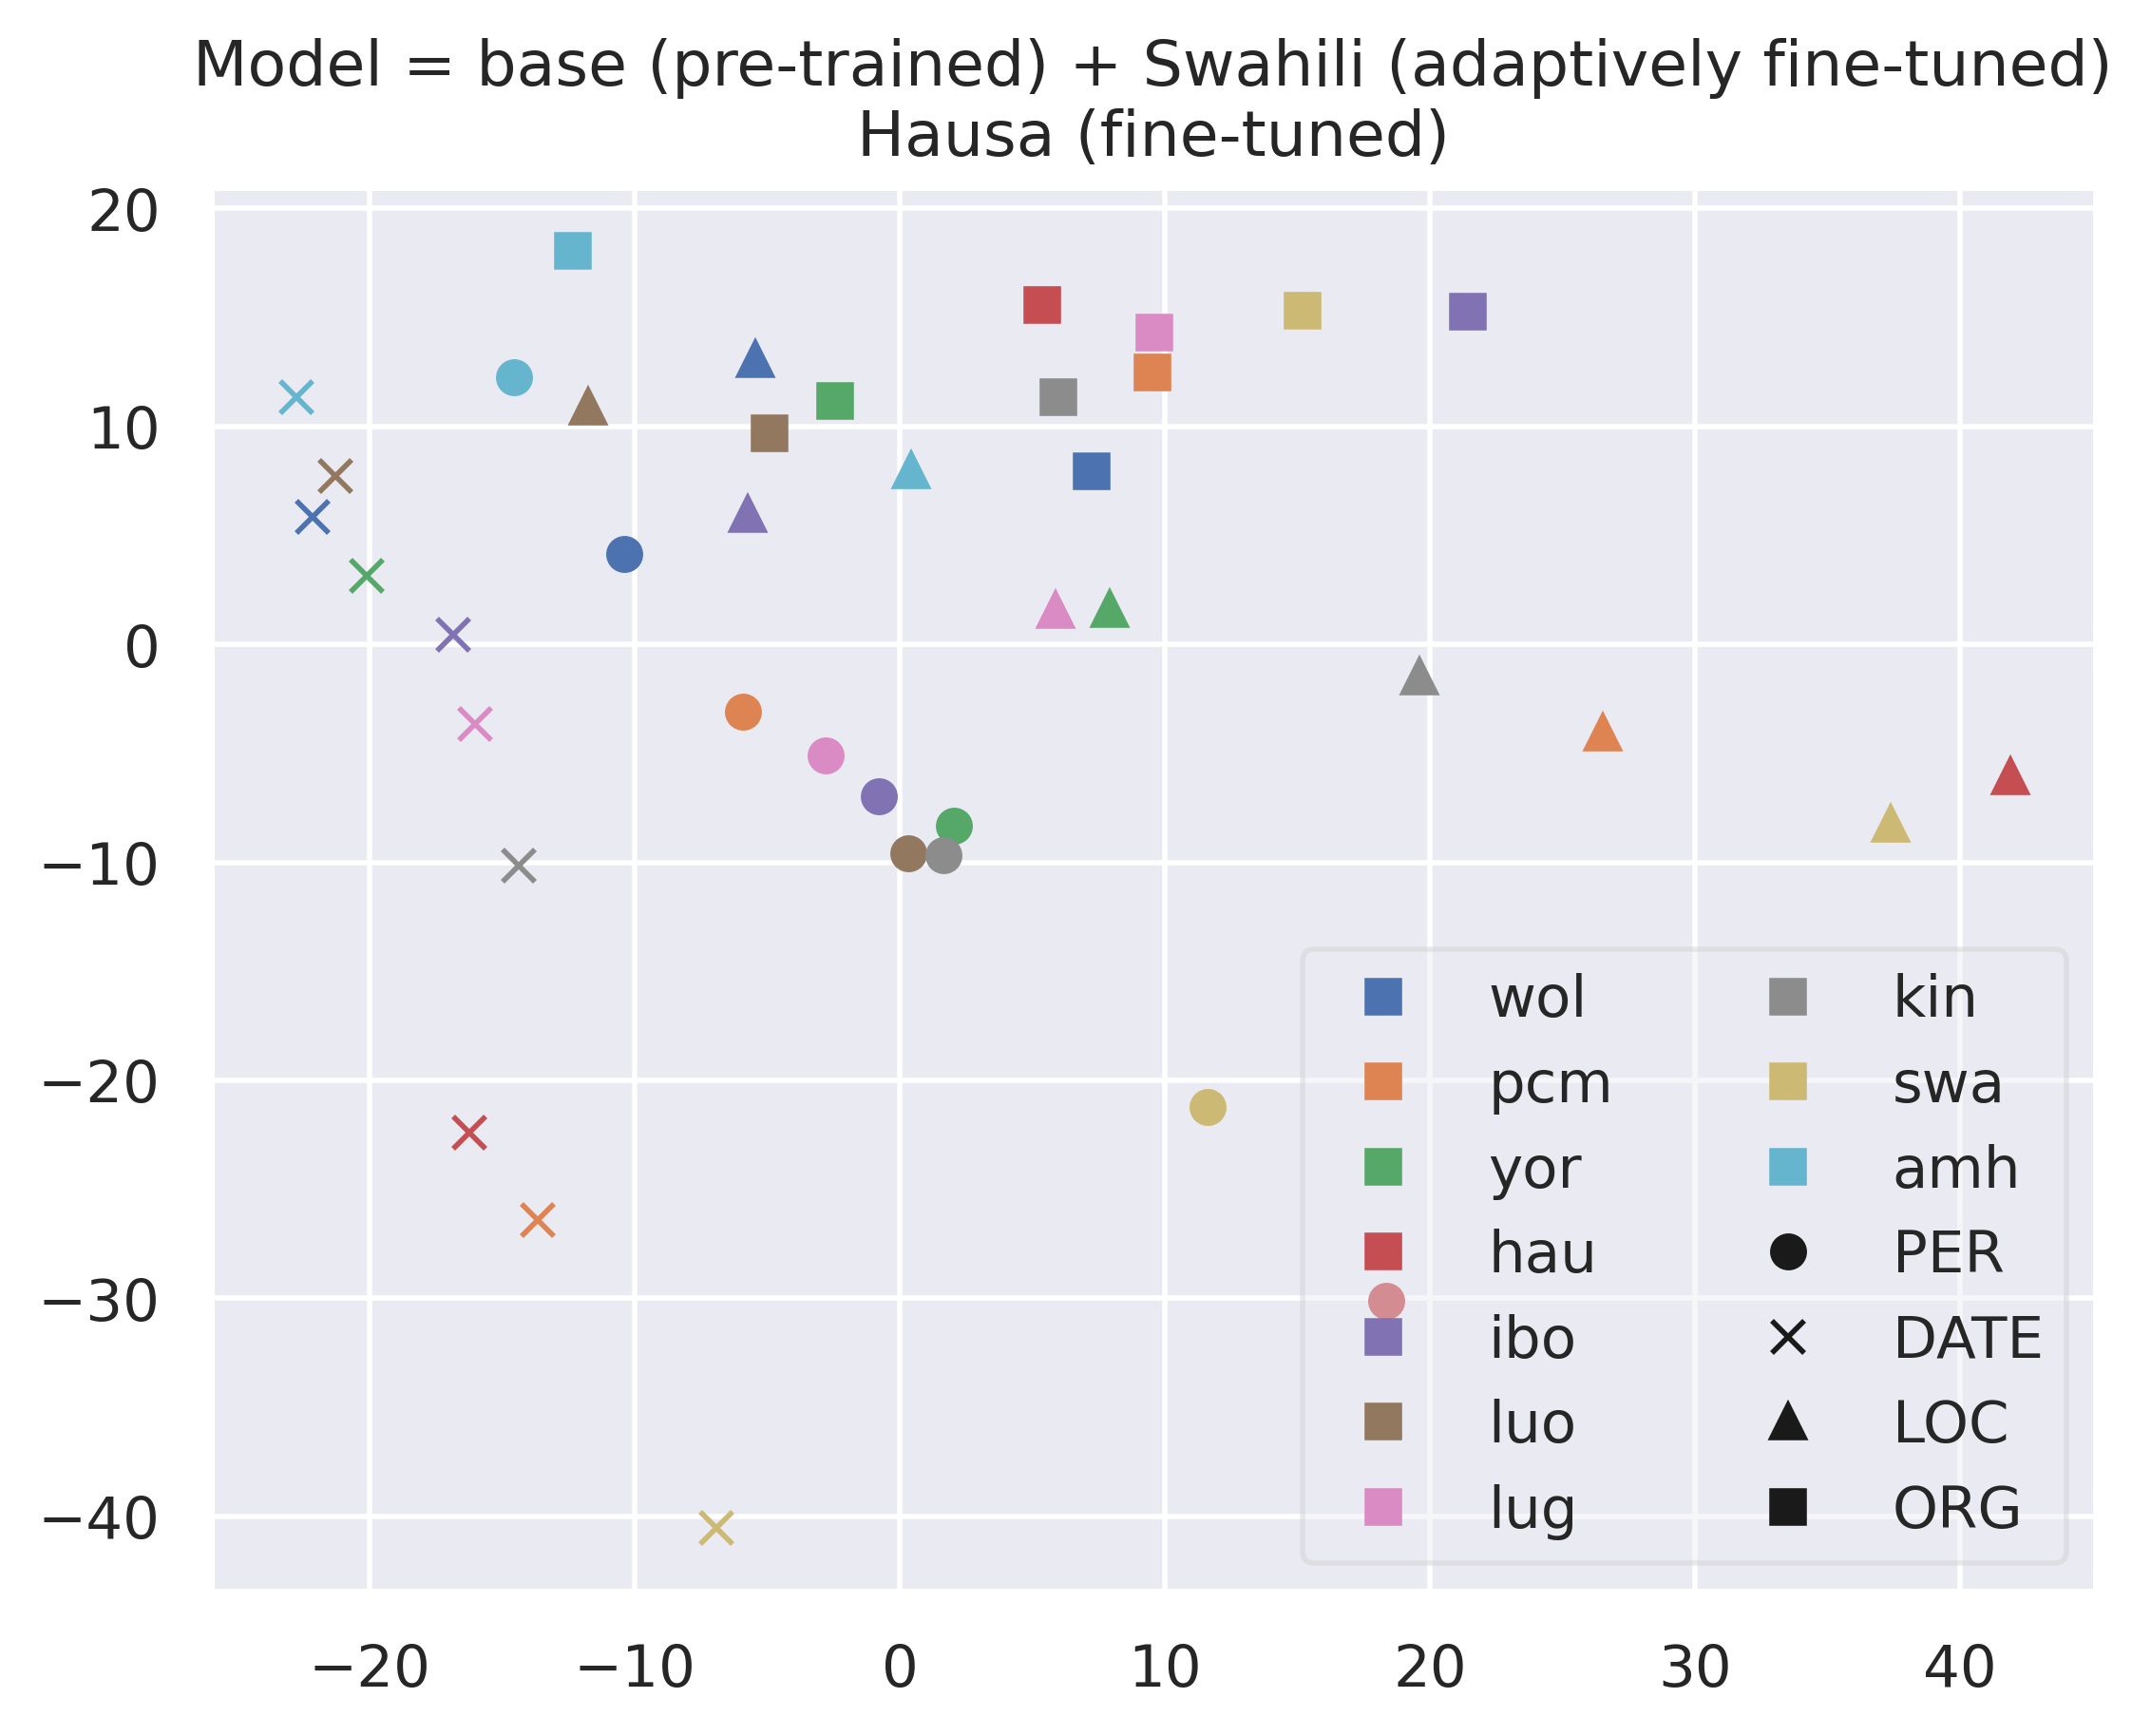 Model = base (pre-trained) + Swahili (adaptively fine-tuned)
Hausa (fine-tuned)
20
10
0
−10
−20
−30
−40
−20
−10
0
10
20
30
40
wol
pcm
yor
hau
ibo
luo
lug
kin
swa
amh
PER
DATE
LOC
ORG